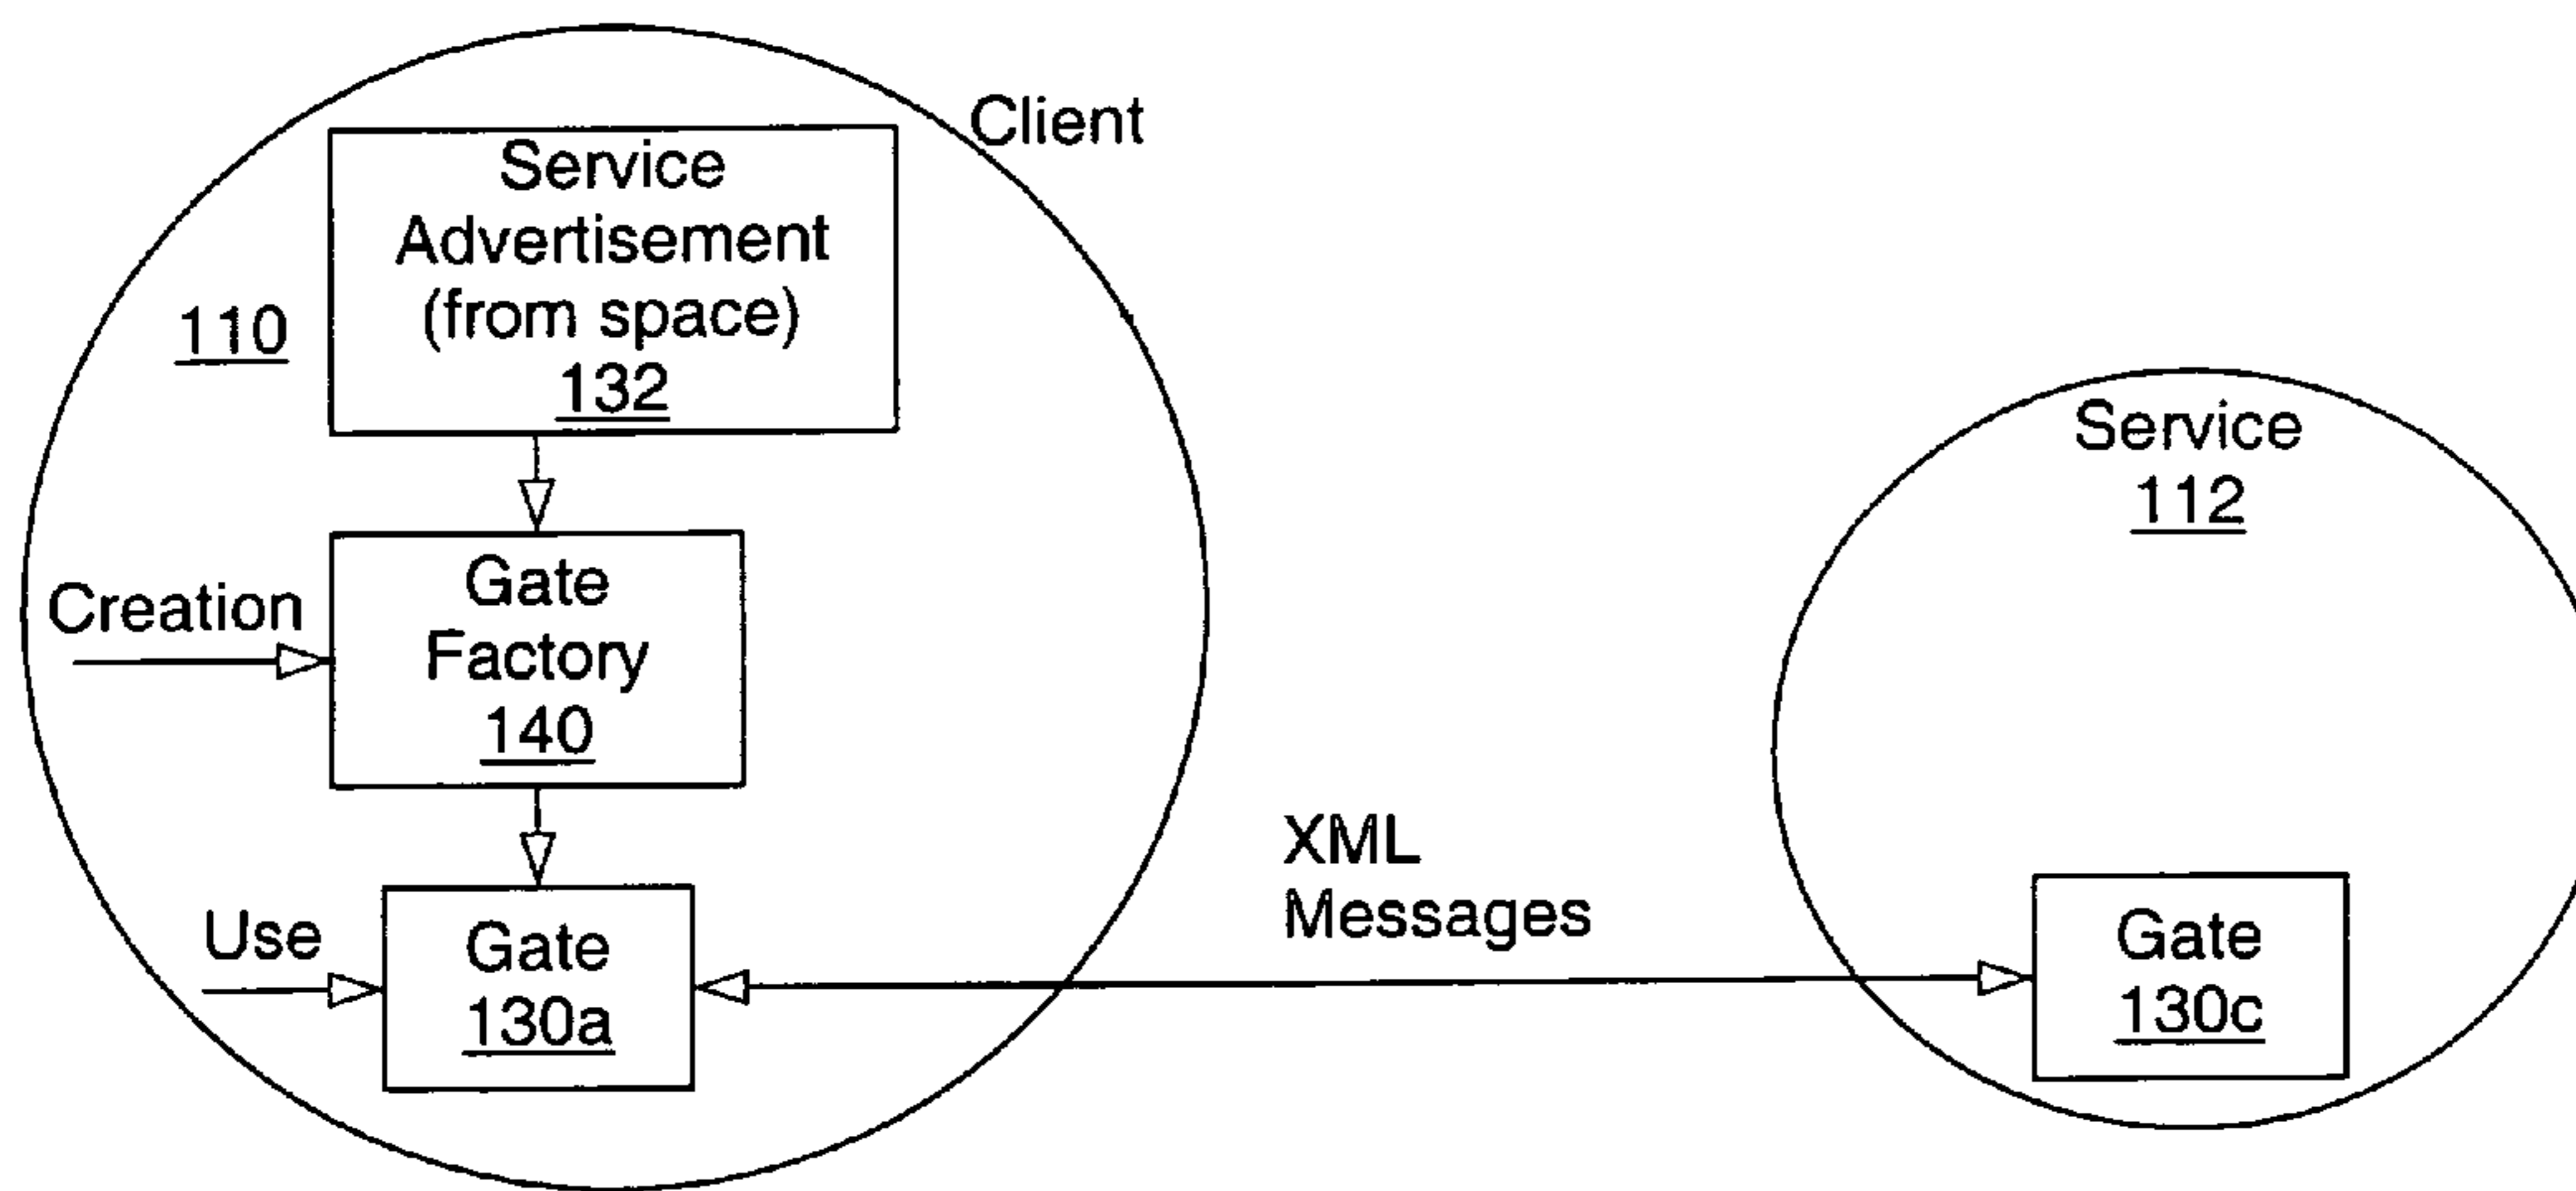 Client
110
Service
Advertisement
(from space)
132
Creation
Gate
Factory
140
Use
Gate
130a
XML
Messages
Service
112
Gate
130c